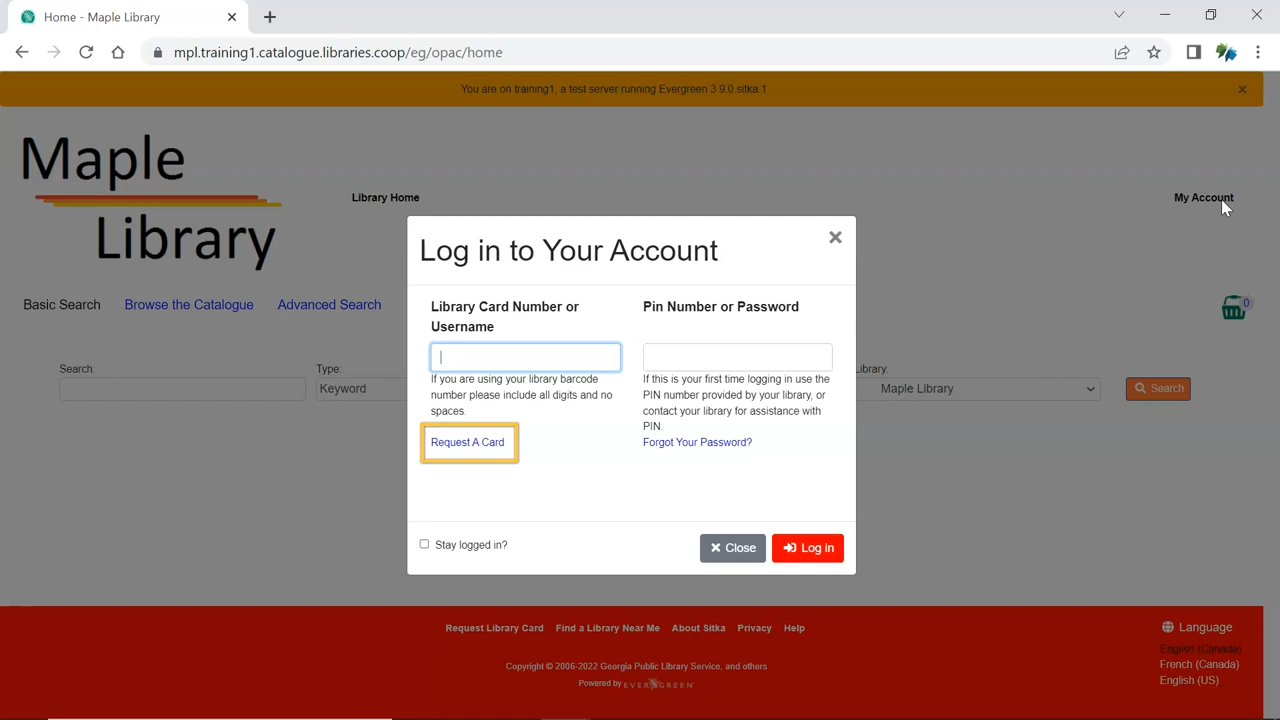 Home - Maple Library
mpl.training1.catalogue.libraries.coop/eg/opac/home
You are on training1, a test server running Evergreen 3.9.0.sitka.1
Maple
Library
Library Home
My Account
Log in to Your Account
Basic Search
Browse the Catalogue
Advanced Search
0
Library Card Number or
Username
Pin Number or Password
Search:
Type:
Library:
Keyword
Maple Library
Search
If you are using your library barcode
number please include all digits and no
spaces.
If this is your first time logging in use the
PIN number provided by your library, or
contact your library for assistance with
PIN.
Request A Card
Forgot Your Password?
Stay logged in?
Close
Log in
Request Library Card
Find a Library Near Me
About Sitka
Privacy
Help
Language
English (Canada)
French (Canada)
English (US)
Copyright © 2006-2022 Georgia Public Library Service, and others
Powered by EVERGREEN